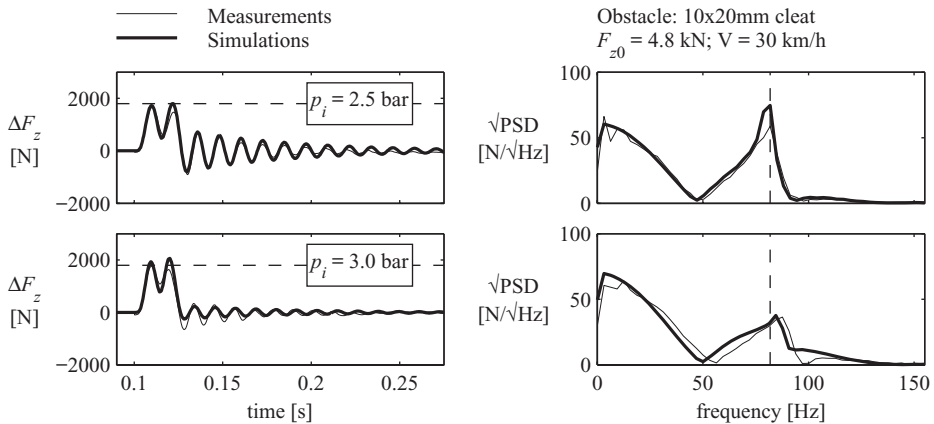 Measurements
Simulations
Obstacle: 10x20mm cleat
F_{z0} = 4.8 kN; V = 30 km/h
ΔF_z
[N]
2000
0
−2000
p_i = 2.5 bar
√PSD
[N/√Hz]
100
50
0
ΔF_z
[N]
2000
0
−2000
p_i = 3.0 bar
0.1 0.15 0.2 0.25
time [s]
√PSD
[N/√Hz]
100
50
0
0 50 100 150
frequency [Hz]